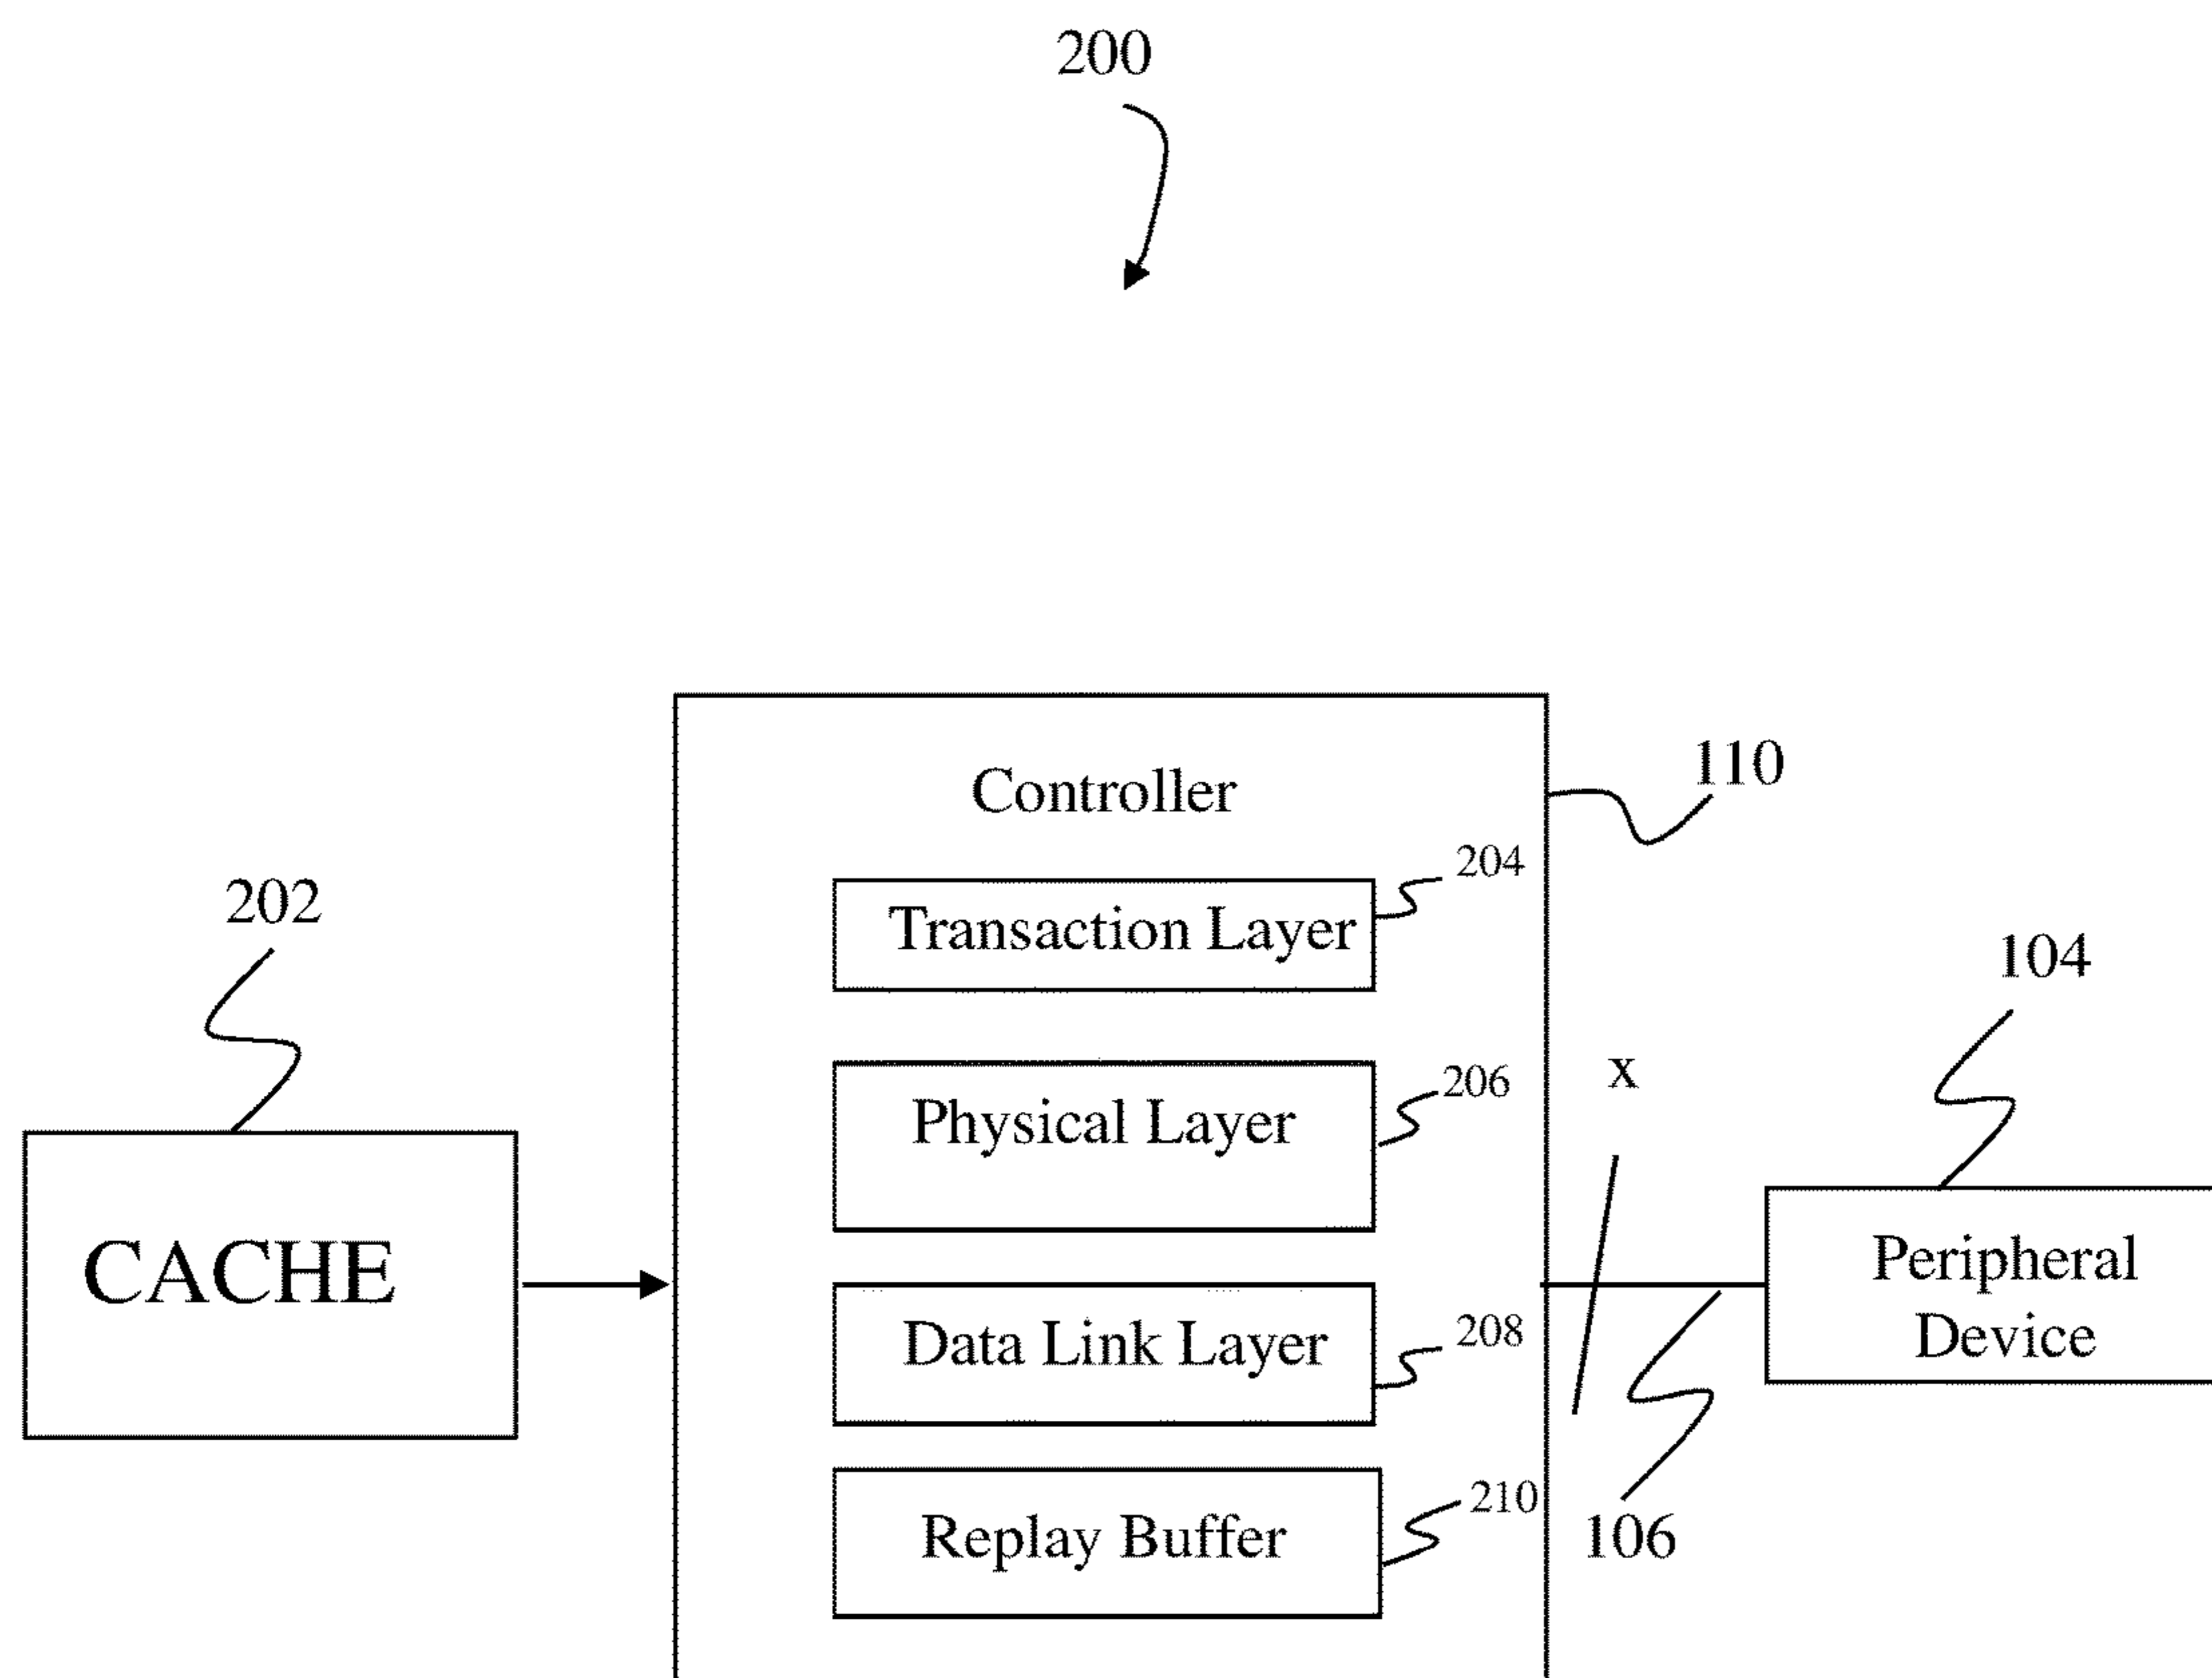 200
Controller
110
204
Transaction Layer
202
104
206
x
Physical Layer
CACHE
Peripheral
Device
208
Data Link Layer
210
Replay Buffer
106